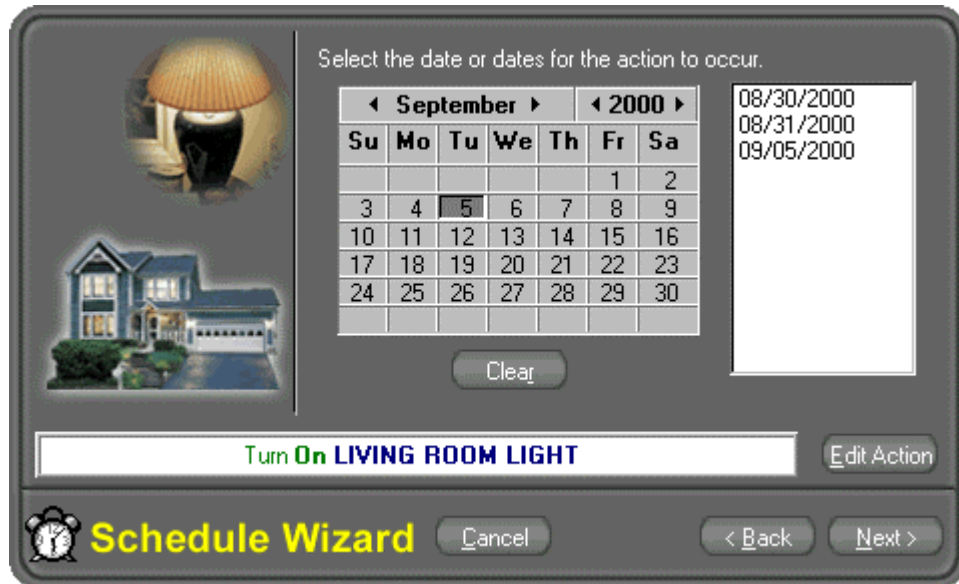 Select the date or dates for the action to occur.
September 2000
Su Mo Tu We Th Fr Sa
1 2
3 4 5 6 7 8 9
10 11 12 13 14 15 16
17 18 19 20 21 22 23
24 25 26 27 28 29 30
Clear
08/30/2000
08/31/2000
09/05/2000
Turn On LIVING ROOM LIGHT
Edit Action
Schedule Wizard
Cancel
< Back
Next >